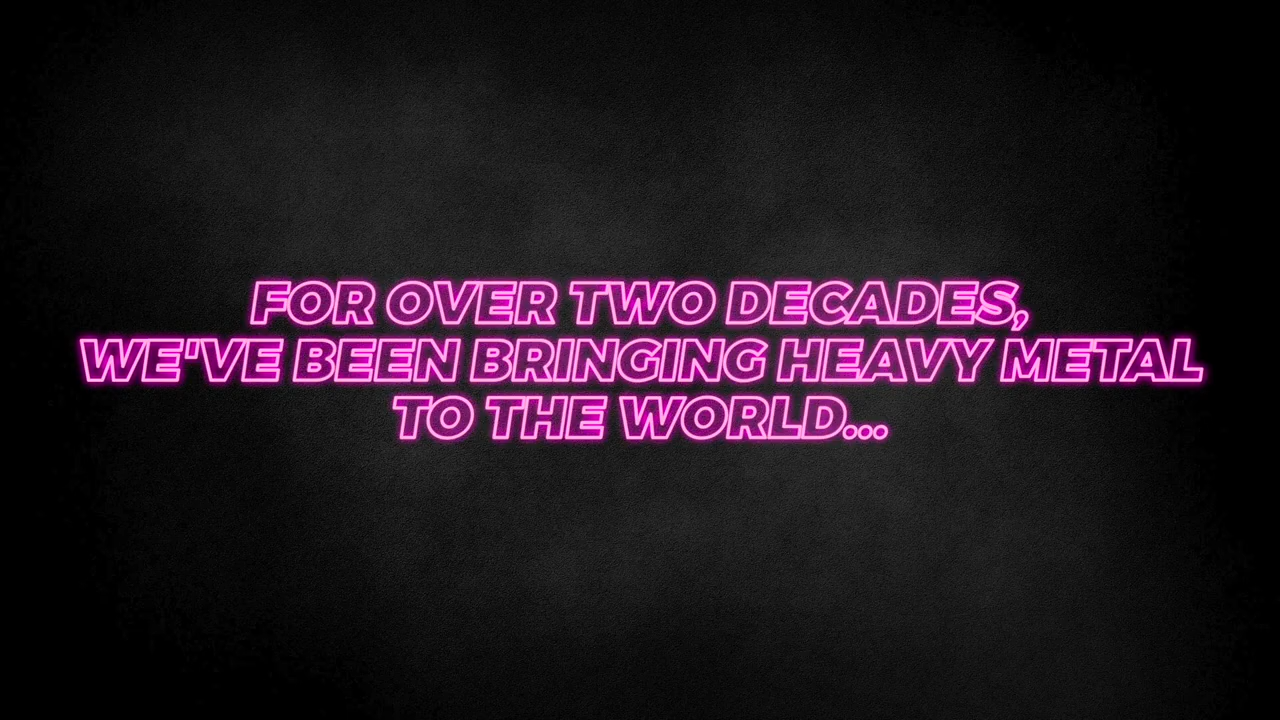 FOR OVER TWO DECADES,
WE'VE BEEN BRINGING HEAVY METAL
TO THE WORLD...